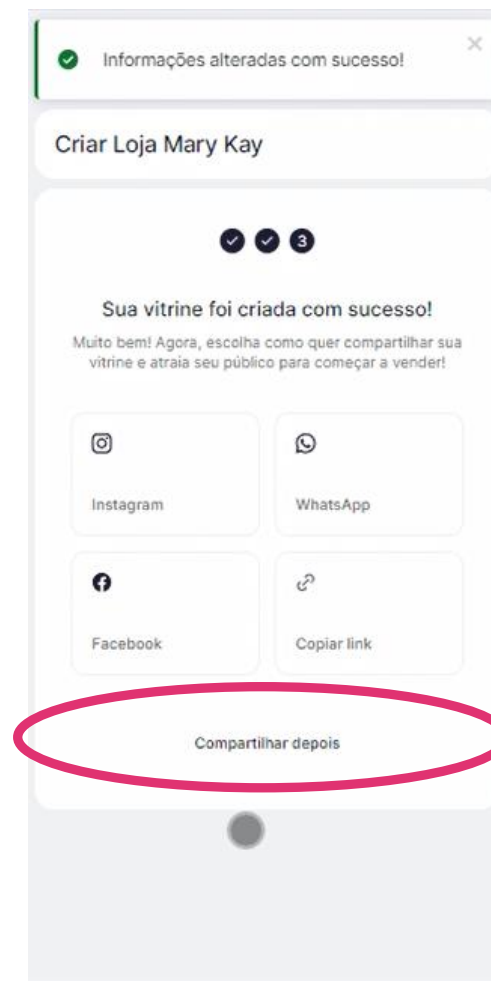 Informações alteradas com sucesso!
Criar Loja Mary Kay
3
Sua vitrine foi criada com sucesso!
Muito bem! Agora, escolha como quer compartilhar sua
vitrine e atraia seu público para começar a vender!
Instagram
WhatsApp
Facebook
Copiar link
Compartilhar depois